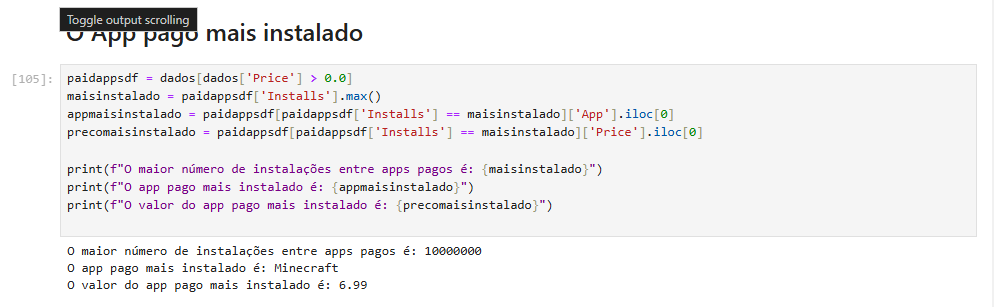 Toggle output scrolling
O App pago mais instalado
[105]:
paidappsdf = dados[dados['Price'] > 0.0]
maisinstalado = paidappsdf['Installs'].max()
appmaisinstalado = paidappsdf[paidappsdf['Installs'] == maisinstalado]['App'].iloc[0]
precomaisinstalado = paidappsdf[paidappsdf['Installs'] == maisinstalado]['Price'].iloc[0]
print(f"O maior número de instalações entre apps pagos é: {maisinstalado}")
print(f"O app pago mais instalado é: {appmaisinstalado}")
print(f"O valor do app pago mais instalado é: {precomaisinstalado}")
O maior número de instalações entre apps pagos é: 10000000
O app pago mais instalado é: Minecraft
O valor do app pago mais instalado é: 6.99